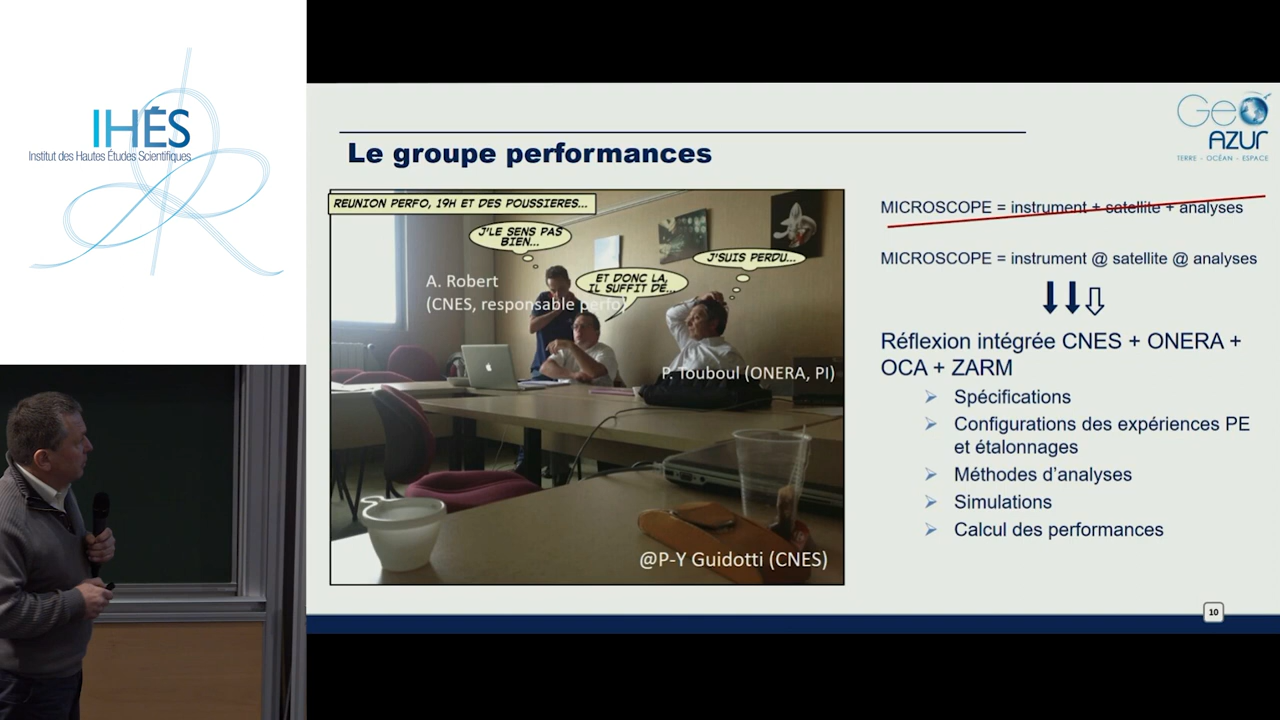 IHÉS
Institut des Hautes Études Scientifiques
GeO
AZUR
TERRE - OCÉAN - ESPACE
Le groupe performances
REUNION PERFO, 19H ET DES POUSSIERES...
J'LE SENS PAS
BIEN...
ET DONC LA,
IL SUFFIT DE...
J'SUIS PERDU...
A. Robert
(CNES, responsable perfo)
P. Touboul (ONERA, PI)
@P-Y Guidotti (CNES)
MICROSCOPE = instrument + satellite + analyses
MICROSCOPE = instrument @ satellite @ analyses
Réflexion intégrée CNES + ONERA +
OCA + ZARM
Spécifications
Configurations des expériences PE
et étalonnages
Méthodes d'analyses
Simulations
Calcul des performances
10